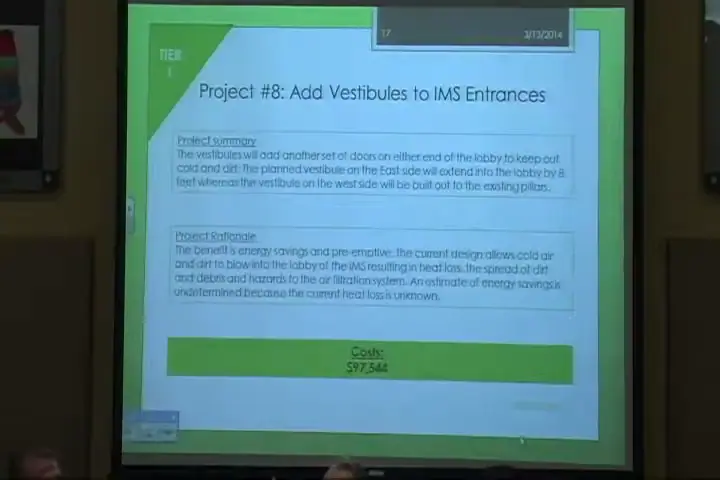 17 3/13/2014
TIER
1
Project #8: Add Vestibules to IMS Entrances
Project Summary
The vestibules will add another set of doors on either end of the lobby to keep out
cold and dirt. The planned vestibule on the East side will extend into the lobby by 8
feet whereas the vestibule on the west side will be built out to the existing pillars.
Project Rationale
The benefit is energy savings and pre-emptive; the current design allows cold air
and dirt to blow into the lobby of the IMS resulting in heat loss, the spread of dirt
and debris and hazards to the air filtration system. An estimate of energy savings is
undetermined because the current heat loss is unknown.
Costs:
$97,544